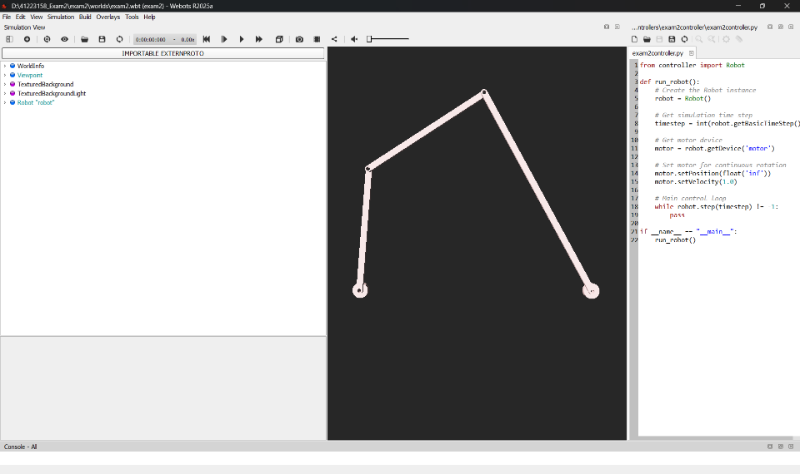 D:\41223158_Exam2\exam2\worlds\exam2.wbt (exam2) - Webots R2025a
File Edit View Simulation Build Overlays Tools Help
Simulation View
0:00:00:000 - 0.00x
IMPORTABLE EXTERNPROTO
WorldInfo
Viewpoint
TexturedBackground
TexturedBackgroundLight
Robot "robot"
...ntrollers\exam2controller\exam2controller.py
exam2controller.py
1 from controller import Robot
2
3 def run_robot():
4 # Create the Robot instance
5 robot = Robot()
6
7 # Get simulation time step
8 timestep = int(robot.getBasicTimeStep()
9
10 # Get motor device
11 motor = robot.getDevice('motor')
12
13 # Set motor for continuous rotation
14 motor.setPosition(float('inf'))
15 motor.setVelocity(1.0)
16
17 # Main control loop
18 while robot.step(timestep) != -1:
19 pass
20
21 if __name__ == "__main__":
22 run_robot()
Console - All